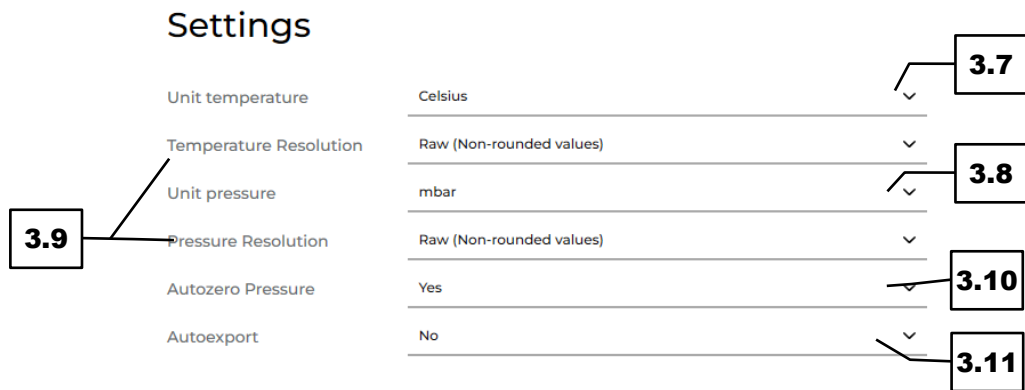 Settings
3.7
Unit temperature Celsius
Temperature Resolution Raw (Non-rounded values)
3.8
Unit pressure mbar
3.9
Pressure Resolution Raw (Non-rounded values)
3.10
Autozero Pressure Yes
Autoexport No
3.11